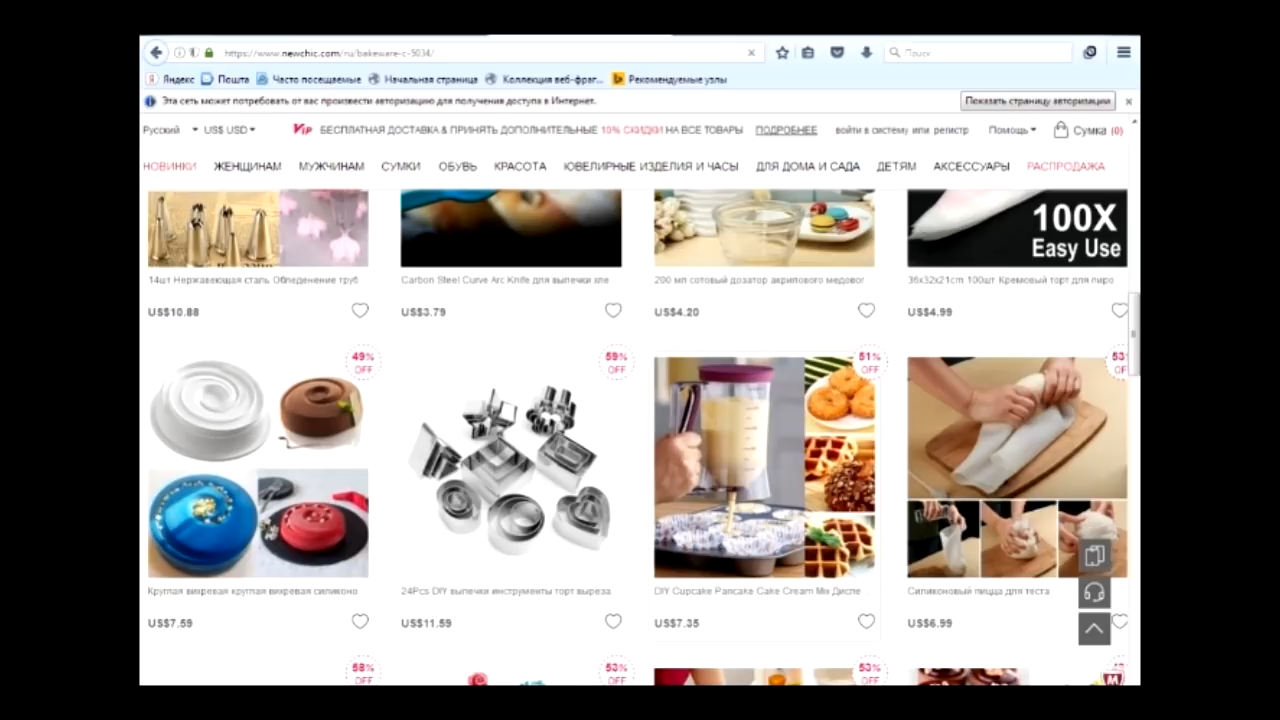 https://www.newchic.com/ru/bakeware-c-5034/
Поиск
Яндекс Почта Часто посещаемые Начальная страница Коллекция веб-фраг... Рекомендуемые узлы
Эта сеть может потребовать от вас произвести авторизацию для получения доступа в Интернет. Показать страницу авторизации
Русский US$ USD VIP БЕСПЛАТНАЯ ДОСТАВКА & ПРИНЯТЬ ДОПОЛНИТЕЛЬНЫЕ 10% СКИДКИ НА ВСЕ ТОВАРЫ ПОДРОБНЕЕ войти в систему или регистр Помощь Сумка (0)
НОВИНКИ ЖЕНЩИНАМ МУЖЧИНАМ СУМКИ ОБУВЬ КРАСОТА ЮВЕЛИРНЫЕ ИЗДЕЛИЯ И ЧАСЫ ДЛЯ ДОМА И САДА ДЕТЯМ АКСЕССУАРЫ РАСПРОДАЖА
100X
Easy Use
14шт Нержавеющая сталь Обледенение труб
Carbon Steel Curve Arc Knife для выпечки хле
200 мл сотовый дозатор акрилового медовог
36x32x21cm 100шт Кремовый торт для пиро
US$10.88 US$3.79 US$4.20 US$4.99
49% OFF
59% OFF
51% OFF
53
Круглая вихревая круглая вихревая силиконо
24Pcs DIY выпечки инструменты торт выреза
DIY Cupcake Pancake Cake Cream Mix Диспе
Силиконовый пицца для теста
US$7.59 US$11.59 US$7.35 US$6.99
58% OFF
53% OFF
53% OFF